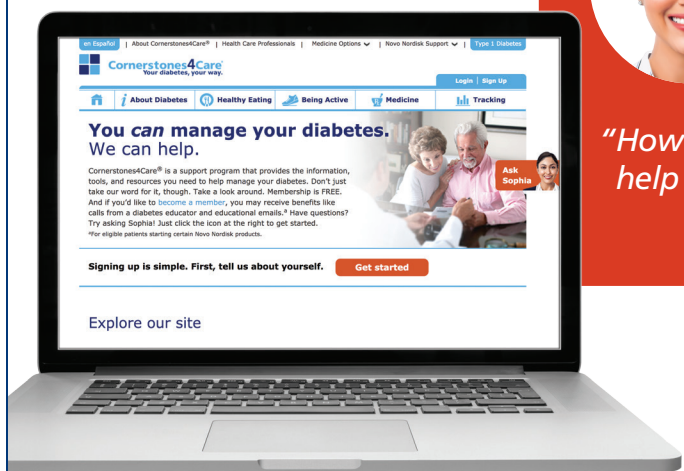 en Español | About Cornerstones4Care® | Health Care Professionals | Medicine Options | Novo Nordisk Support | Type 1 Diabetes
Cornerstones4Care®
Your diabetes, your way.
Login | Sign Up
i About Diabetes
Healthy Eating
Being Active
Medicine
Tracking
You can manage your diabetes.
We can help.
Cornerstones4Care® is a support program that provides the information,
tools, and resources you need to help manage your diabetes. Don't just
take our word for it, though. Take a look around. Membership is FREE.
And if you'd like to become a member, you may receive benefits like
calls from a diabetes educator and educational emails.ª Have questions?
Try asking Sophia! Just click the icon at the right to get started.
ªFor eligible patients starting certain Novo Nordisk products.
Ask
Sophia
Signing up is simple. First, tell us about yourself.
Get started
Explore our site
“How
help